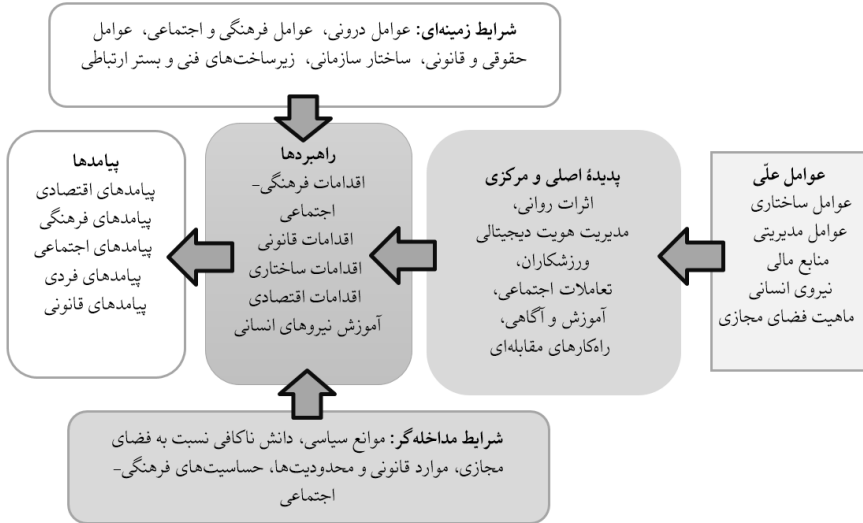 شرایط زمینه‌ای: عوامل درونی، عوامل فرهنگی و اجتماعی، عوامل
حقوقی و قانونی، ساختار سازمانی، زیرساخت‌های فنی و بستر ارتباطی
عوامل علّی
عوامل ساختاری
عوامل مدیریتی
منابع مالی
نیروی انسانی
ماهیت فضای مجازی
پدیدهٔ اصلی و مرکزی
اثرات روانی،
مدیریت هویت دیجیتالی
ورزشکاران،
تعاملات اجتماعی،
آموزش و آگاهی،
راه‌کارهای مقابله‌ای
راهبردها
اقدامات فرهنگی–
اجتماعی
اقدامات قانونی
اقدامات ساختاری
اقدامات اقتصادی
آموزش نیروهای انسانی
پیامدها
پیامدهای اقتصادی
پیامدهای فرهنگی
پیامدهای اجتماعی
پیامدهای فردی
پیامدهای قانونی
شرایط مداخله‌گر: موانع سیاسی، دانش ناکافی نسبت به فضای
مجازی، موارد قانونی و محدودیت‌ها، حساسیت‌های فرهنگی–
اجتماعی